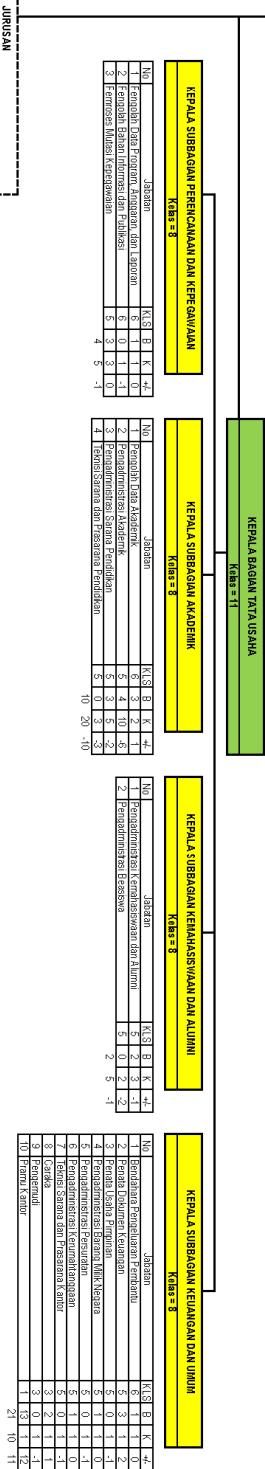 KEPALA BAGIAN TATA USAHA
Kelas = 11
KEPALA SUBBAGIAN PERENCANAAN DAN KEPEGAWAIAN
Kelas = 8
No Jabatan KLS B K +/-
1 Pengolah Data Program, Anggaran, dan Laporan 6 1 1 0
2 Pengolah Bahan Informasi dan Publikasi 6 0 1 -1
3 Pemroses Mutasi Kepegawaian 5 3 3 0
4 5 -1
KEPALA SUBBAGIAN AKADEMIK
Kelas = 8
No Jabatan KLS B K +/-
1 Pengolah Data Akademik 6 3 2 1
2 Pengadministrasi Akademik 5 4 10 -6
3 Pengadministrasi Sarana Pendidikan 5 3 5 -2
4 Teknisi Sarana dan Prasarana Pendidikan 5 0 3 -3
10 20 -10
KEPALA SUBBAGIAN KEMAHASISWAAN DAN ALUMNI
Kelas = 8
No Jabatan KLS B K +/-
1 Pengadministrasi Kemahasiswaan dan Alumni 5 2 3 -1
2 Pengadministrasi Beasiswa 5 0 2 -2
2 5 -1
KEPALA SUBBAGIAN KEUANGAN DAN UMUM
Kelas = 8
No Jabatan KLS B K +/-
1 Bendahara Pengeluaran Pembantu 6 1 1 0
2 Penata Dokumen Keuangan 5 3 1 2
3 Penata Usaha Pimpinan 5 0 1 -1
4 Pengadministrasi Barang Milik Negara 5 1 1 0
5 Pengadministrasi Persuratan 5 0 1 -1
6 Pengadministrasi Kerumahtanggaan 5 1 1 0
7 Teknisi Sarana dan Prasarana Kantor 5 0 1 -1
8 Caraka 3 2 1 1
9 Pengemudi 3 0 1 -1
10 Pramu Kantor 1 13 1 12
21 10 11
JURUSAN